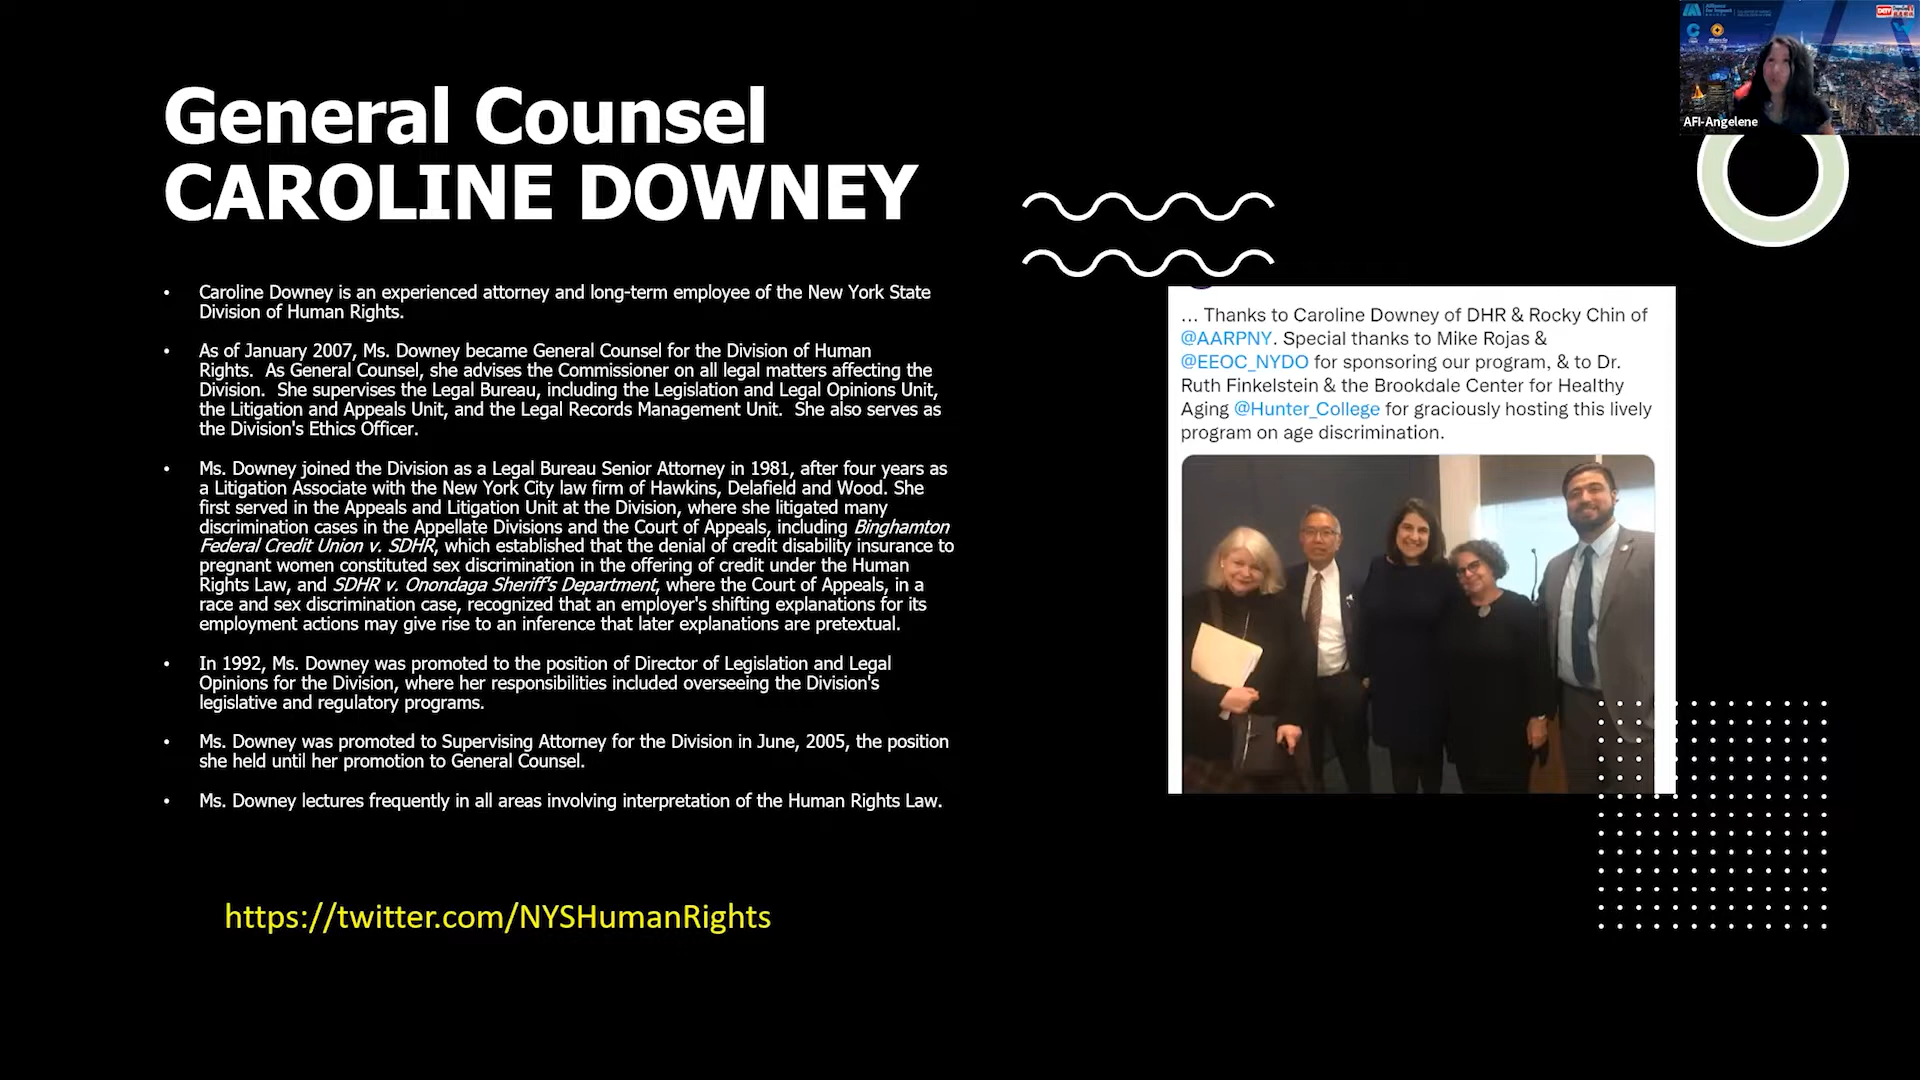 General Counsel
CAROLINE DOWNEY
• Caroline Downey is an experienced attorney and long-term employee of the New York State
Division of Human Rights.
• As of January 2007, Ms. Downey became General Counsel for the Division of Human
Rights.  As General Counsel, she advises the Commissioner on all legal matters affecting the
Division.  She supervises the Legal Bureau, including the Legislation and Legal Opinions Unit,
the Litigation and Appeals Unit, and the Legal Records Management Unit.  She also serves as
the Division's Ethics Officer.
• Ms. Downey joined the Division as a Legal Bureau Senior Attorney in 1981, after four years as
a Litigation Associate with the New York City law firm of Hawkins, Delafield and Wood. She
first served in the Appeals and Litigation Unit at the Division, where she litigated many
discrimination cases in the Appellate Divisions and the Court of Appeals, including Binghamton
Federal Credit Union v. SDHR, which established that the denial of credit disability insurance to
pregnant women constituted sex discrimination in the offering of credit under the Human
Rights Law, and SDHR v. Onondaga Sheriff's Department, where the Court of Appeals, in a
race and sex discrimination case, recognized that an employer's shifting explanations for its
employment actions may give rise to an inference that later explanations are pretextual.
• In 1992, Ms. Downey was promoted to the position of Director of Legislation and Legal
Opinions for the Division, where her responsibilities included overseeing the Division's
legislative and regulatory programs.
• Ms. Downey was promoted to Supervising Attorney for the Division in June, 2005, the position
she held until her promotion to General Counsel.
• Ms. Downey lectures frequently in all areas involving interpretation of the Human Rights Law.
https://twitter.com/NYSHumanRights
... Thanks to Caroline Downey of DHR & Rocky Chin of
@AARPNY. Special thanks to Mike Rojas &
@EEOC_NYDO for sponsoring our program, & to Dr.
Ruth Finkelstein & the Brookdale Center for Healthy
Aging @Hunter_College for graciously hosting this lively
program on age discrimination.
AFI-Angelene